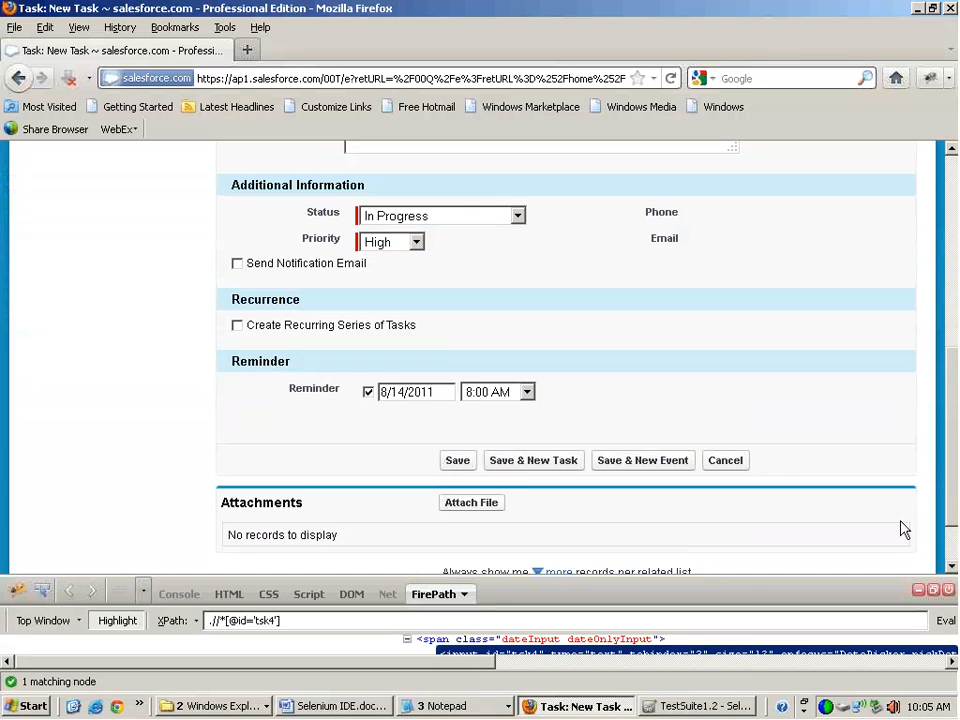 Task: New Task ~ salesforce.com - Professional Edition - Mozilla Firefox
File Edit View History Bookmarks Tools Help
Task: New Task ~ salesforce.com - Professi...
salesforce.com https://ap1.salesforce.com/00T/e?retURL=%2F00Q%2Fe%3FretURL%3D%252Fhome%252F Google
Most Visited Getting Started Latest Headlines Customize Links Free Hotmail Windows Marketplace Windows Media Windows
Share Browser WebEx
Additional Information
Status In Progress Phone
Priority High Email
Send Notification Email
Recurrence
Create Recurring Series of Tasks
Reminder
Reminder 8/14/2011 8:00 AM
Save Save & New Task Save & New Event Cancel
Attachments Attach File
No records to display
Always show me more records per related list
Console HTML CSS Script DOM Net FirePath
Top Window Highlight XPath: .//*[@id='tsk4'] Eval
<span class="dateInput dateOnlyInput">
1 matching node
Start 2 Windows Expl... Selenium IDE.doc... 3 Notepad Task: New Task ... TestSuite1.2 - Sel... 10:05 AM